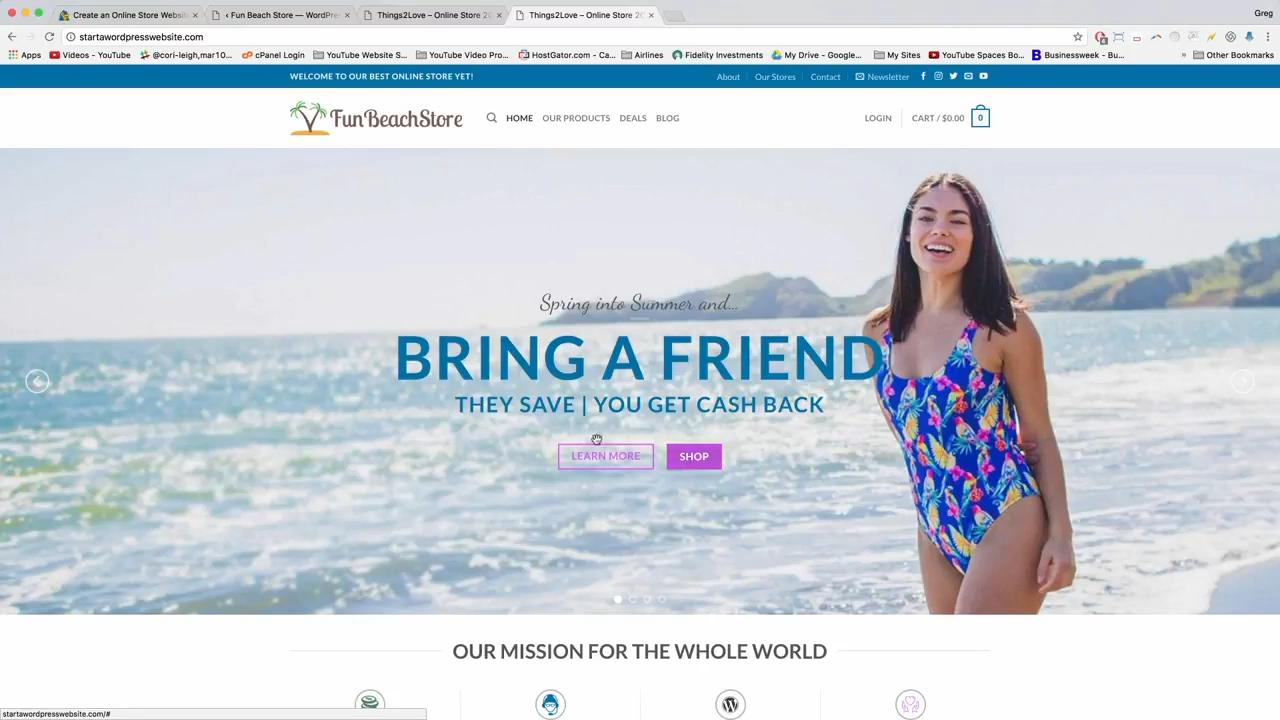 Create an Online Store Websit
‹ Fun Beach Store — WordPre
Things2Love – Online Store 20
Things2Love – Online Store 20
Greg
startawordpresswebsite.com
Apps
Videos - YouTube
@cori-leigh,mar10...
cPanel Login
YouTube Website S...
YouTube Video Pro...
HostGator.com - Ca...
Airlines
Fidelity Investments
My Drive - Google...
My Sites
YouTube Spaces Bo...
Businessweek - Bu...
»
Other Bookmarks
WELCOME TO OUR BEST ONLINE STORE YET!
About
Our Stores
Contact
Newsletter
FunBeachStore
HOME
OUR PRODUCTS
DEALS
BLOG
LOGIN
CART / $0.00
0
Spring into Summer and...
BRING A FRIEND
THEY SAVE | YOU GET CASH BACK
LEARN MORE
SHOP
OUR MISSION FOR THE WHOLE WORLD
startawordpresswebsite.com/#